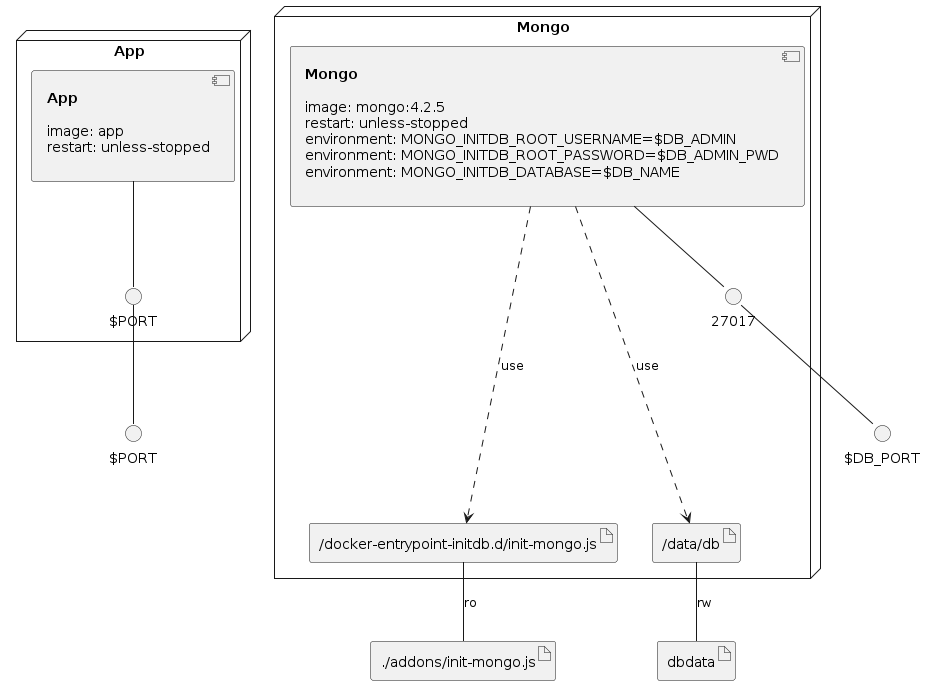 App
App
image: app
restart: unless-stopped
$PORT
$PORT
Mongo
Mongo
image: mongo:4.2.5
restart: unless-stopped
environment: MONGO_INITDB_ROOT_USERNAME=$DB_ADMIN
environment: MONGO_INITDB_ROOT_PASSWORD=$DB_ADMIN_PWD
environment: MONGO_INITDB_DATABASE=$DB_NAME
27017
use
use
$DB_PORT
/docker-entrypoint-initdb.d/init-mongo.js
/data/db
ro
rw
./addons/init-mongo.js
dbdata